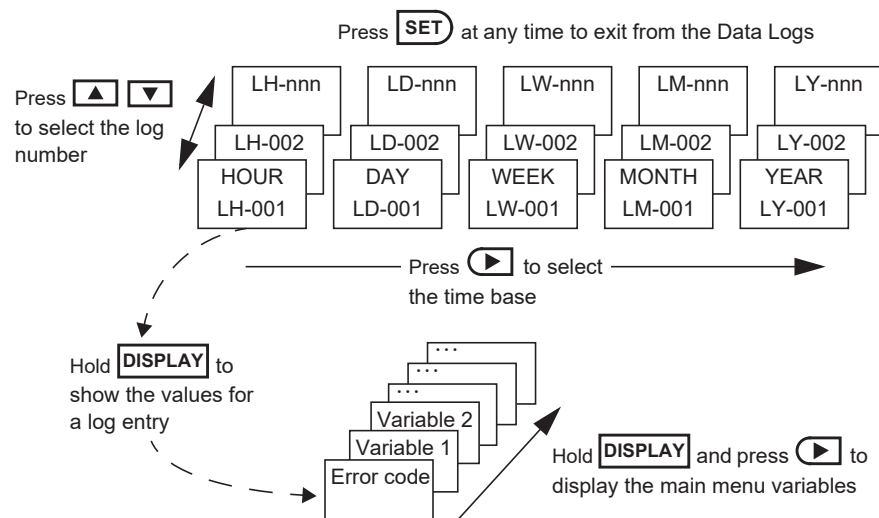 Press SET at any time to exit from the Data Logs
Press ▲ ▼
to select the log
number
LH-nnn LD-nnn LW-nnn LM-nnn LY-nnn
LH-002 LD-002 LW-002 LM-002 LY-002
HOUR DAY WEEK MONTH YEAR
LH-001 LD-001 LW-001 LM-001 LY-001
Press ▶ to select
the time base
Hold DISPLAY to
show the values for
a log entry
...
...
...
Variable 2
Variable 1
Error code
Hold DISPLAY and press ▶ to
display the main menu variables